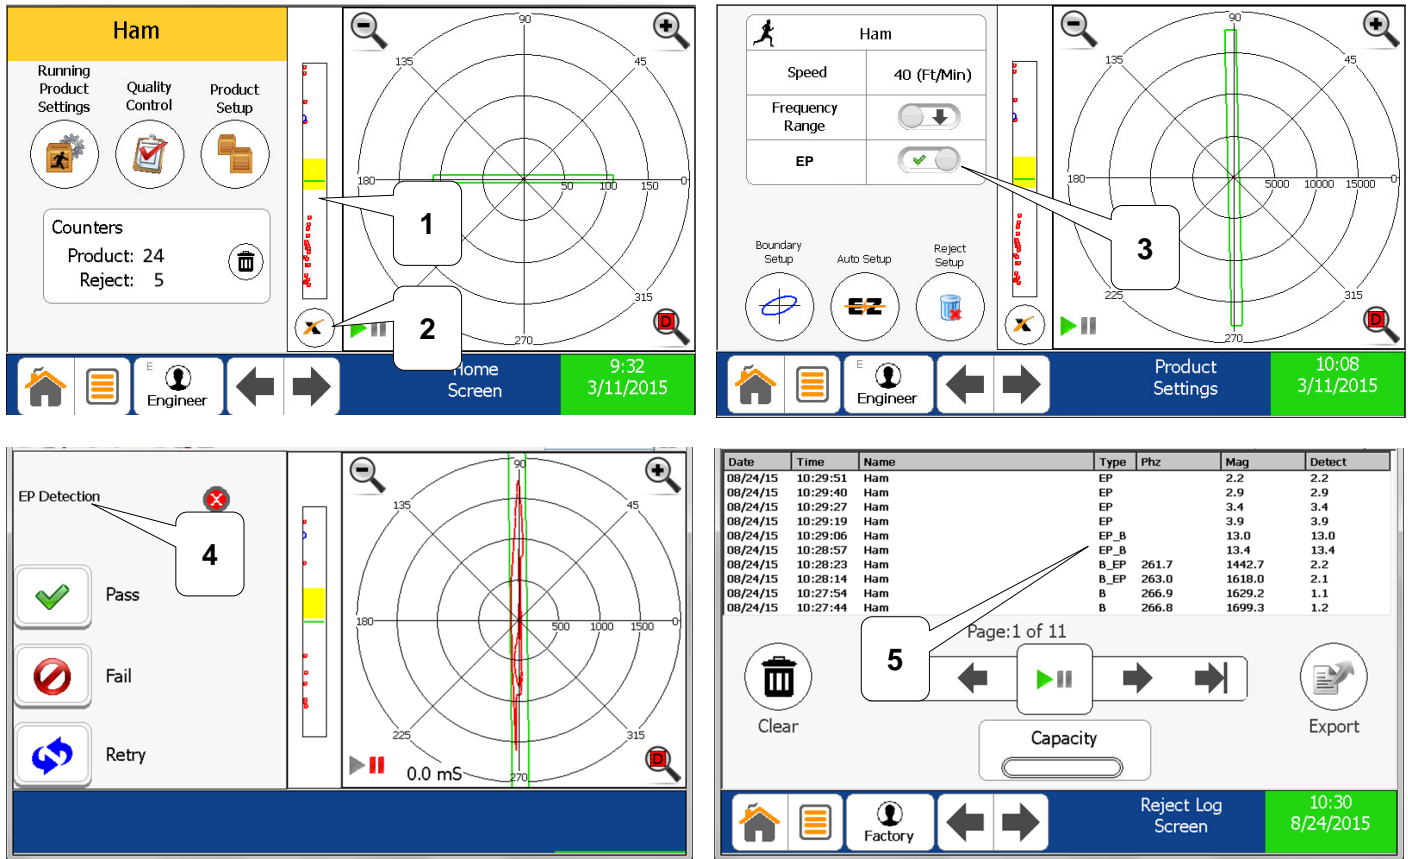 Ham
Running
Product
Settings
Quality
Control
Product
Setup
Counters
Product: 24
Reject: 5
90
135
45
180
50
100
150
0
315
270
1
2
E
Engineer
Home
Screen
9:32
3/11/2015
Ham
Speed
40 (Ft/Min)
Frequency
Range
EP
Boundary
Setup
Auto Setup
Reject
Setup
90
135
45
180
5000
10000
15000
0
225
315
270
3
E
Engineer
Product
Settings
10:08
3/11/2015
EP Detection
4
Pass
Fail
Retry
90
135
45
180
500
1000
1500
0
225
315
270
0.0 mS
Date Time Name Type Phz Mag Detect
08/24/15 10:29:51 Ham EP 2.2 2.2
08/24/15 10:29:40 Ham EP 2.9 2.9
08/24/15 10:29:27 Ham EP 3.4 3.4
08/24/15 10:29:19 Ham EP 3.9 3.9
08/24/15 10:29:06 Ham EP_B 13.0 13.0
08/24/15 10:28:57 Ham EP_B 13.4 13.4
08/24/15 10:28:23 Ham B_EP 261.7 1442.7 2.2
08/24/15 10:28:14 Ham B_EP 263.0 1618.0 2.1
08/24/15 10:27:54 Ham B 266.9 1629.2 1.1
08/24/15 10:27:44 Ham B 266.8 1699.3 1.2
Page:1 of 11
5
Clear
Export
Capacity
Factory
Reject Log
Screen
10:30
8/24/2015